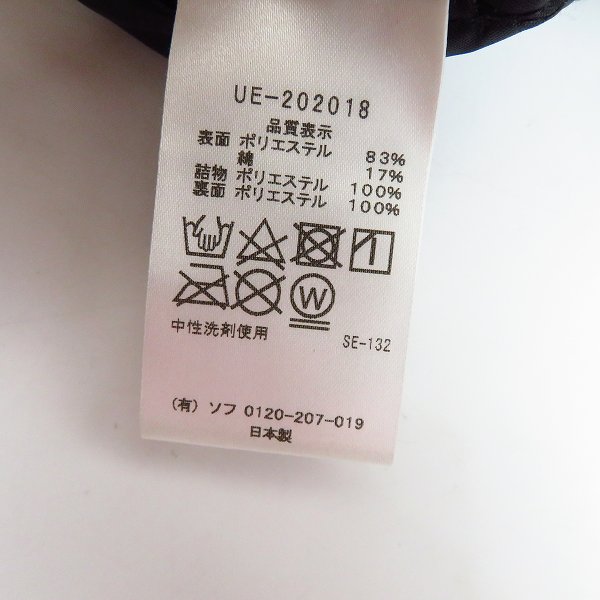 UE-202018
品質表示
表面 ポリエステル 83%
綿 17%
詰物 ポリエステル 100%
裏面 ポリエステル 100%
W
中性洗剤使用 SE-132
(有) ソフ 0120-207-019
日本製